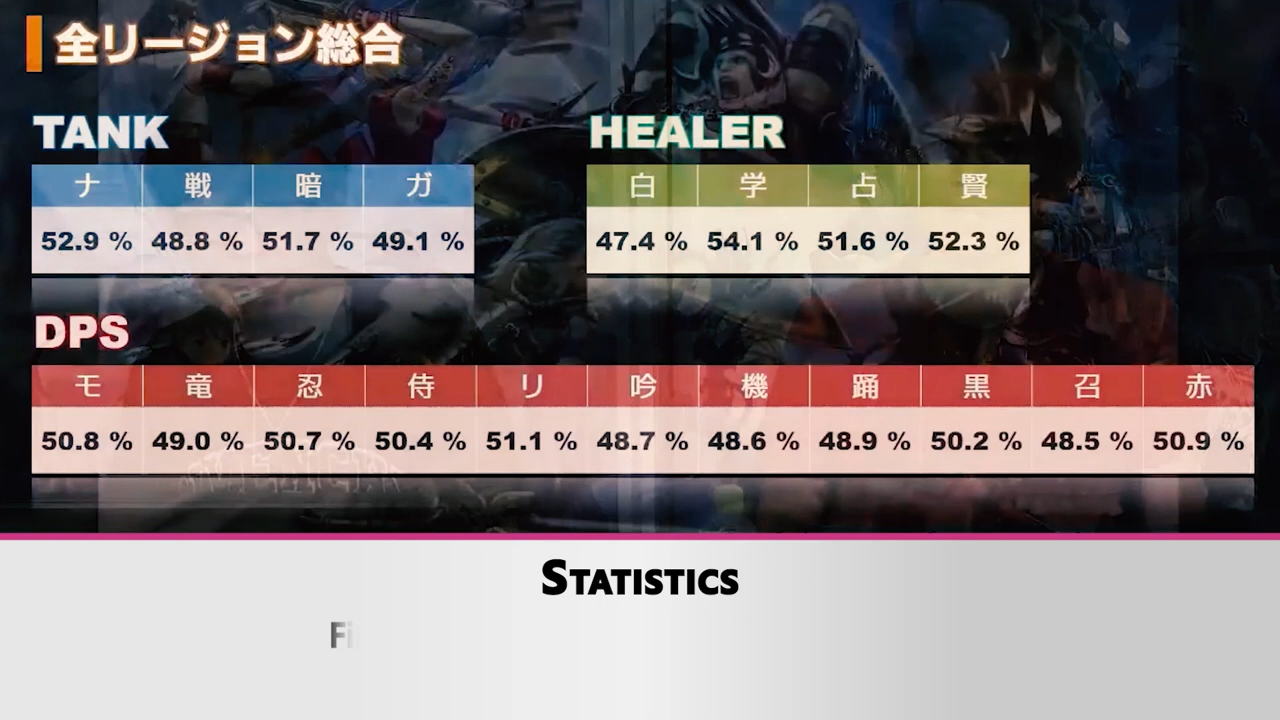 全リージョン総合
TANK
ナ 戦 暗 ガ
52.9 % 48.8 % 51.7 % 49.1 %
HEALER
白 学 占 賢
47.4 % 54.1 % 51.6 % 52.3 %
DPS
モ 竜 忍 侍 リ 吟 機 踊 黒 召 赤
50.8 % 49.0 % 50.7 % 50.4 % 51.1 % 48.7 % 48.6 % 48.9 % 50.2 % 48.5 % 50.9 %
STATISTICS
Fi